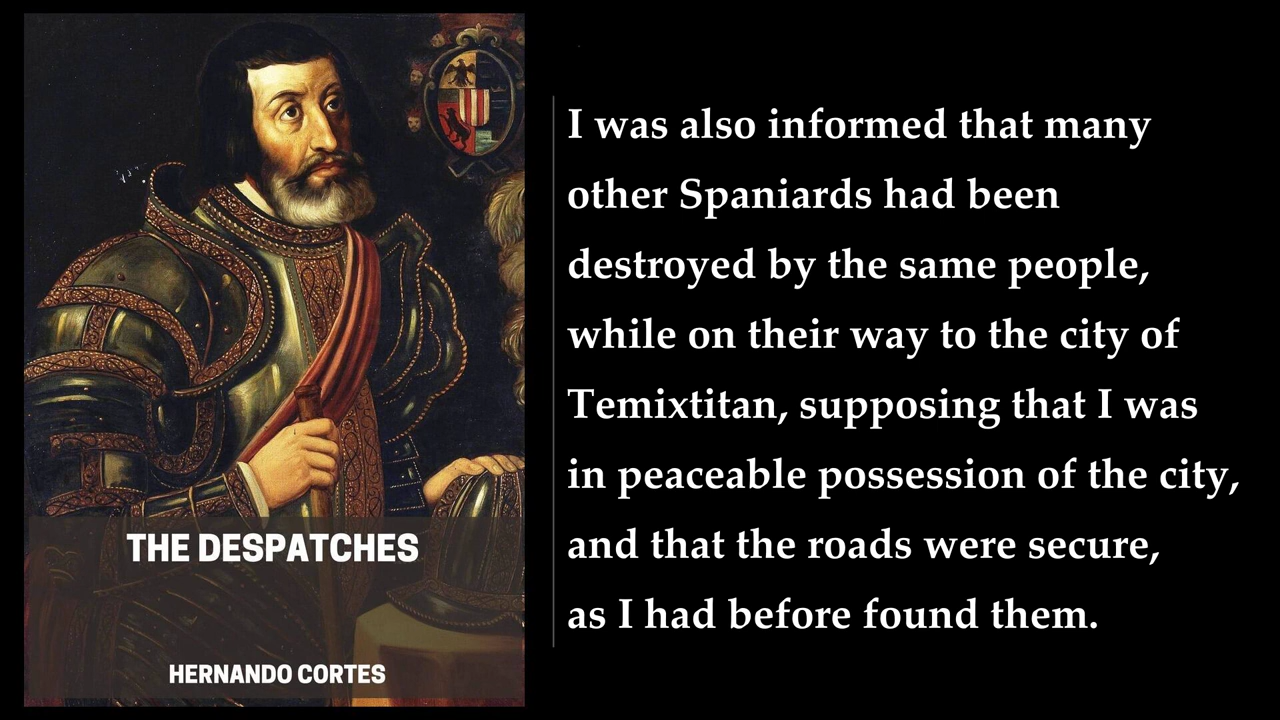 THE DESPATCHES
HERNANDO CORTES
I was also informed that many
other Spaniards had been
destroyed by the same people,
while on their way to the city of
Temixtitan, supposing that I was
in peaceable possession of the city,
and that the roads were secure,
as I had before found them.